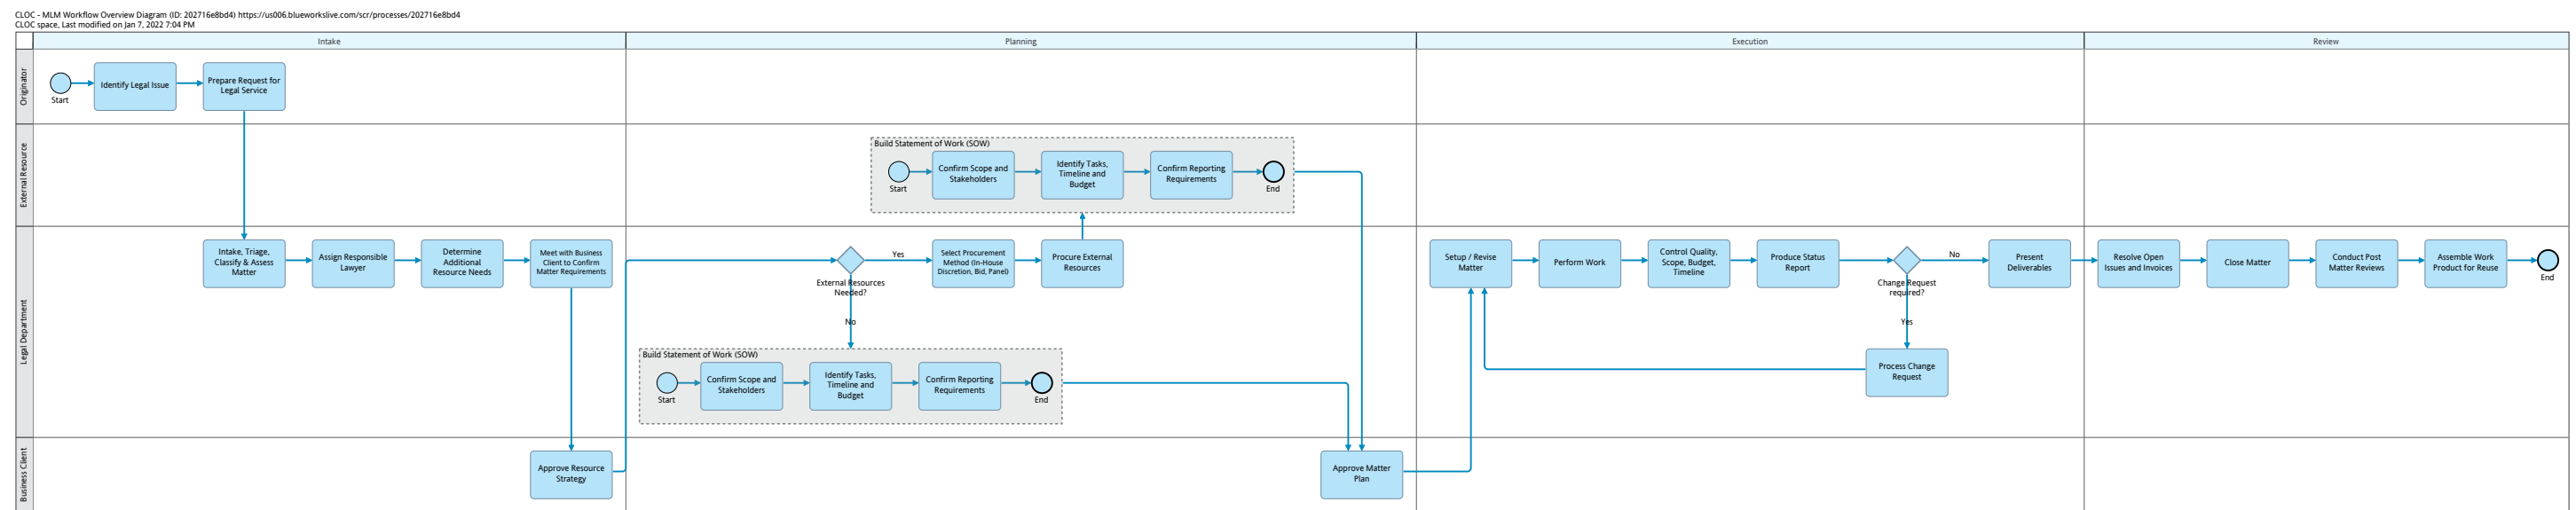 CLOC - MLM Workflow Overview Diagram (ID: 202716e8bd4) https://us006.blueworkslive.com/scr/processes/202716e8bd4
CLOC space, Last modified on Jan 7, 2022 7:04 PM
Intake
Planning
Execution
Review
Originator
Start
Identify Legal Issue
Prepare Request for
Legal Service
External Resource
Build Statement of Work (SOW)
Start
Confirm Scope and
Stakeholders
Identify Tasks,
Timeline and
Budget
Confirm Reporting
Requirements
End
Legal Department
Intake, Triage,
Classify & Assess
Matter
Assign Responsible
Lawyer
Determine
Additional
Resource Needs
Meet with Business
Client to Confirm
Matter Requirements
External Resources
Needed?
Yes
No
Select Procurement
Method (In-House
Discretion, Bid, Panel)
Procure External
Resources
Build Statement of Work (SOW)
Start
Confirm Scope and
Stakeholders
Identify Tasks,
Timeline and
Budget
Confirm Reporting
Requirements
End
Setup / Revise
Matter
Perform Work
Control Quality,
Scope, Budget,
Timeline
Produce Status
Report
Change Request
required?
No
Yes
Process Change
Request
Present
Deliverables
Resolve Open
Issues and Invoices
Close Matter
Conduct Post
Matter Reviews
Assemble Work
Product for Reuse
End
Business Client
Approve Resource
Strategy
Approve Matter
Plan